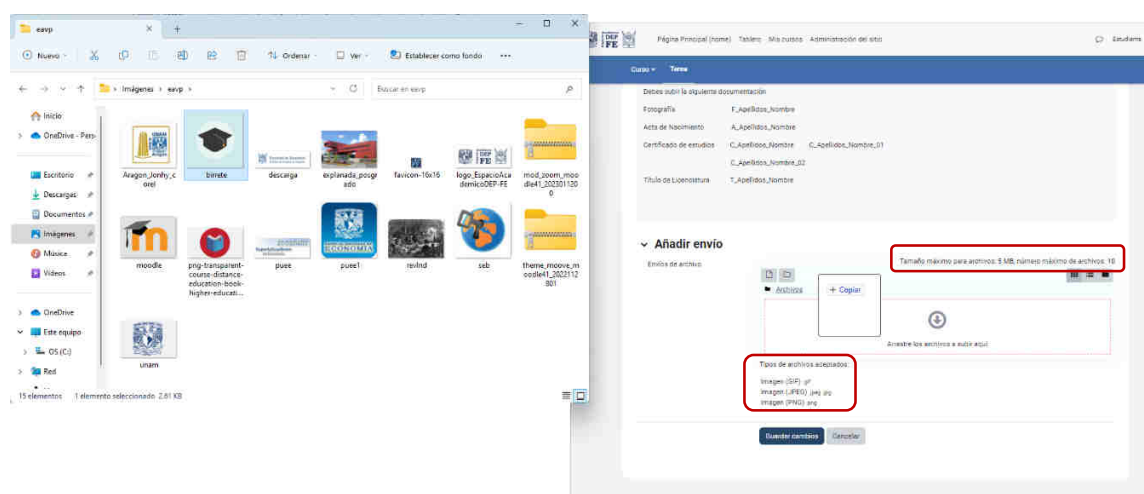 eavp
Nuevo
Ordenar
Ver
Establecer como fondo
Imágenes > eavp >
Buscar en eavp
Inicio
OneDrive - Pers
Escritorio
Descargas
Documentos
Imágenes
Música
Videos
OneDrive
Este equipo
OS (C:)
Red
Aragon_Jonhy_c
orel
birrete
descarga
explanada_posgr
ado
favicon-16x16
logo_EspacioAca
demicoDEP-FE
mod_zoom_moo
dle41_202301120
0
moodle
png-transparent-
course-distance-
education-book-
higher-educati...
puee
ECONOMÍA
puee1
revInd
seb
theme_moove_m
oodle41_2022112
801
unam
15 elementos
1 elemento seleccionado 2.61 KB
DEP
FE
Página Principal (home)
Tablero
Mis cursos
Administración del sitio
Curso
Tarea
Debes subir la siguiente documentación
Fotografía
F_Apellidos_Nombre
Acta de Nacimiento
A_Apellidos_Nombre
Certificado de estudios
C_Apellidos_Nombre
C_Apellidos_Nombre_01
C_Apellidos_Nombre_02
Título de Licenciatura
T_Apellidos_Nombre
Añadir envío
Envíos de archivo
Tamaño máximo para archivos: 5 MB, número máximo de archivos: 10
Archivos
+ Copiar
Arrastre los archivos a subir aquí
Tipos de archivos aceptados:
Imagen (GIF) .gif
Imagen (JPEG) .jpeg .jpg
Imagen (PNG) .png
Guardar cambios
Cancelar